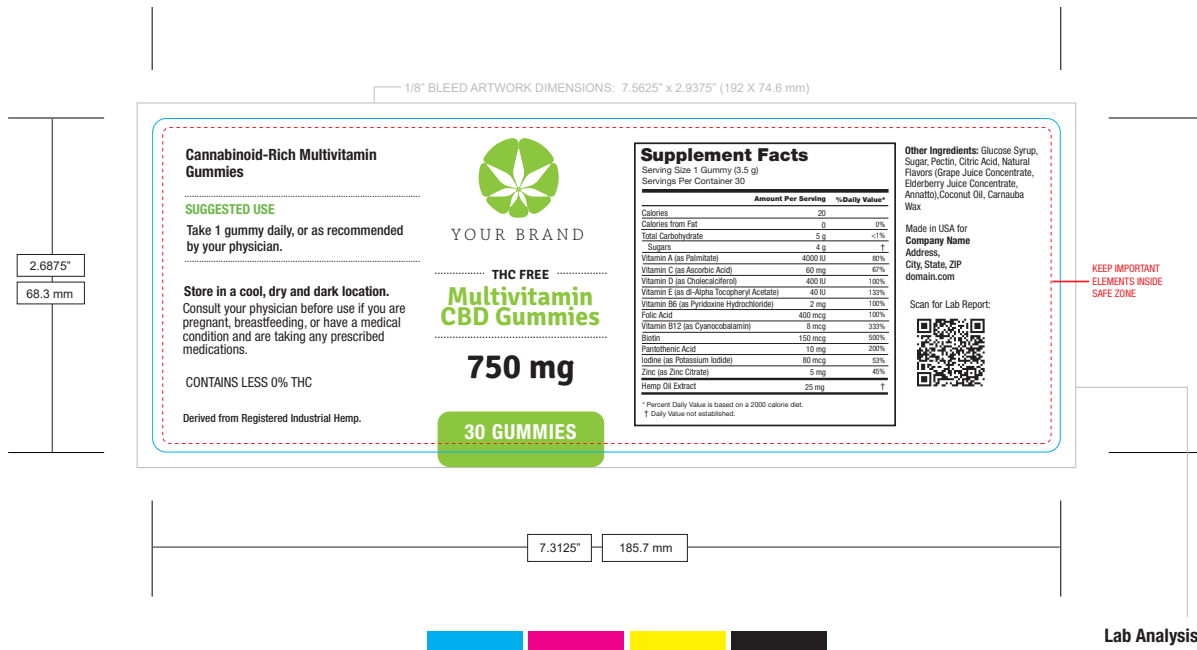 1/8” BLEED ARTWORK DIMENSIONS: 7.5625” x 2.9375” (192 X 74.6 mm)
2.6875”
68.3 mm
Cannabinoid-Rich Multivitamin
Gummies
SUGGESTED USE
Take 1 gummy daily, or as recommended
by your physician.
Store in a cool, dry and dark location.
Consult your physician before use if you are
pregnant, breastfeeding, or have a medical
condition and are taking any prescribed
medications.
CONTAINS LESS 0% THC
Derived from Registered Industrial Hemp.
YOUR BRAND
THC FREE
Multivitamin
CBD Gummies
750 mg
30 GUMMIES
Supplement Facts
Serving Size 1 Gummy (3.5 g)
Servings Per Container 30
Amount Per Serving %Daily Value*
Calories 20
Calories from Fat 0 0%
Total Carbohydrate 5 g <1%
Sugars 4 g †
Vitamin A (as Palmitate) 4000 IU 80%
Vitamin C (as Ascorbic Acid) 60 mg 67%
Vitamin D (as Cholecalciferol) 400 IU 100%
Vitamin E (as dl-Alpha Tocopheryl Acetate) 40 IU 133%
Vitamin B6 (as Pyridoxine Hydrochloride) 2 mg 100%
Folic Acid 400 mcg 100%
Vitamin B12 (as Cyanocobalamin) 8 mcg 333%
Biotin 150 mcg 500%
Pantothenic Acid 10 mg 200%
Iodine (as Potassium Iodide) 80 mcg 53%
Zinc (as Zinc Citrate) 5 mg 45%
Hemp Oil Extract 25 mg †
* Percent Daily Value is based on a 2000 calorie diet.
† Daily Value not established.
Other Ingredients: Glucose Syrup,
Sugar, Pectin, Citric Acid, Natural
Flavors (Grape Juice Concentrate,
Elderberry Juice Concentrate,
Annatto),Coconut Oil, Carnauba
Wax
Made in USA for
Company Name
Address,
City, State, ZIP
domain.com
Scan for Lab Report:
KEEP IMPORTANT
ELEMENTS INSIDE
SAFE ZONE
7.3125”
185.7 mm
Lab Analysis